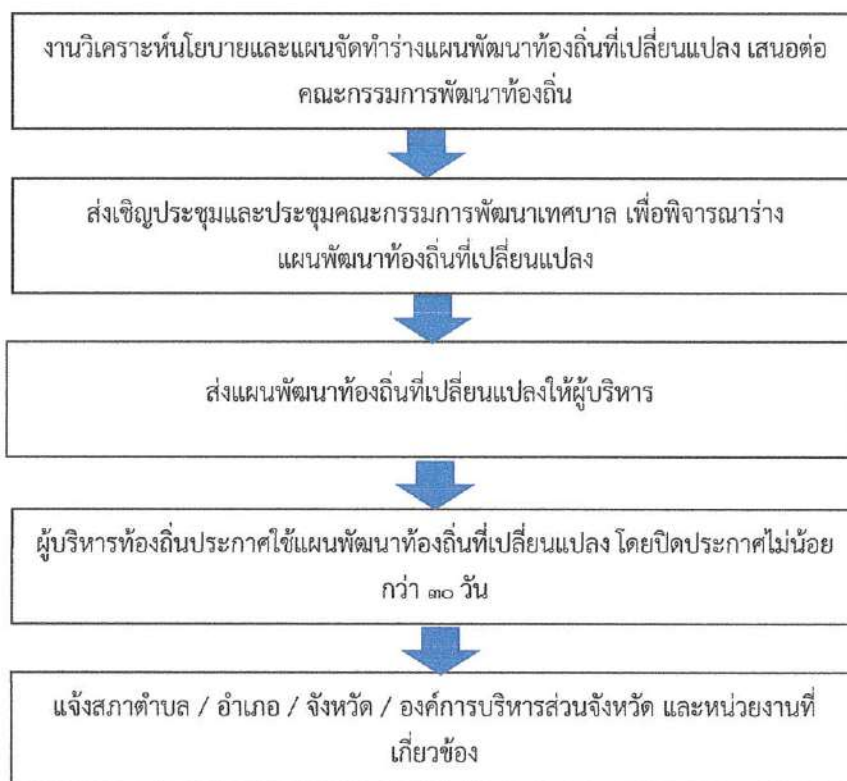 งานวิเคราะห์นโยบายและแผนจัดทำร่างแผนพัฒนาท้องถิ่นที่เปลี่ยนแปลง เสนอต่อ
คณะกรรมการพัฒนาท้องถิ่น
ส่งเชิญประชุมและประชุมคณะกรรมการพัฒนาเทศบาล เพื่อพิจารณาร่าง
แผนพัฒนาท้องถิ่นที่เปลี่ยนแปลง
ส่งแผนพัฒนาท้องถิ่นที่เปลี่ยนแปลงให้ผู้บริหาร
ผู้บริหารท้องถิ่นประกาศใช้แผนพัฒนาท้องถิ่นที่เปลี่ยนแปลง โดยปิดประกาศไม่น้อย
กว่า ๓๐ วัน
แจ้งสภาตำบล / อำเภอ / จังหวัด / องค์การบริหารส่วนจังหวัด และหน่วยงานที่
เกี่ยวข้อง